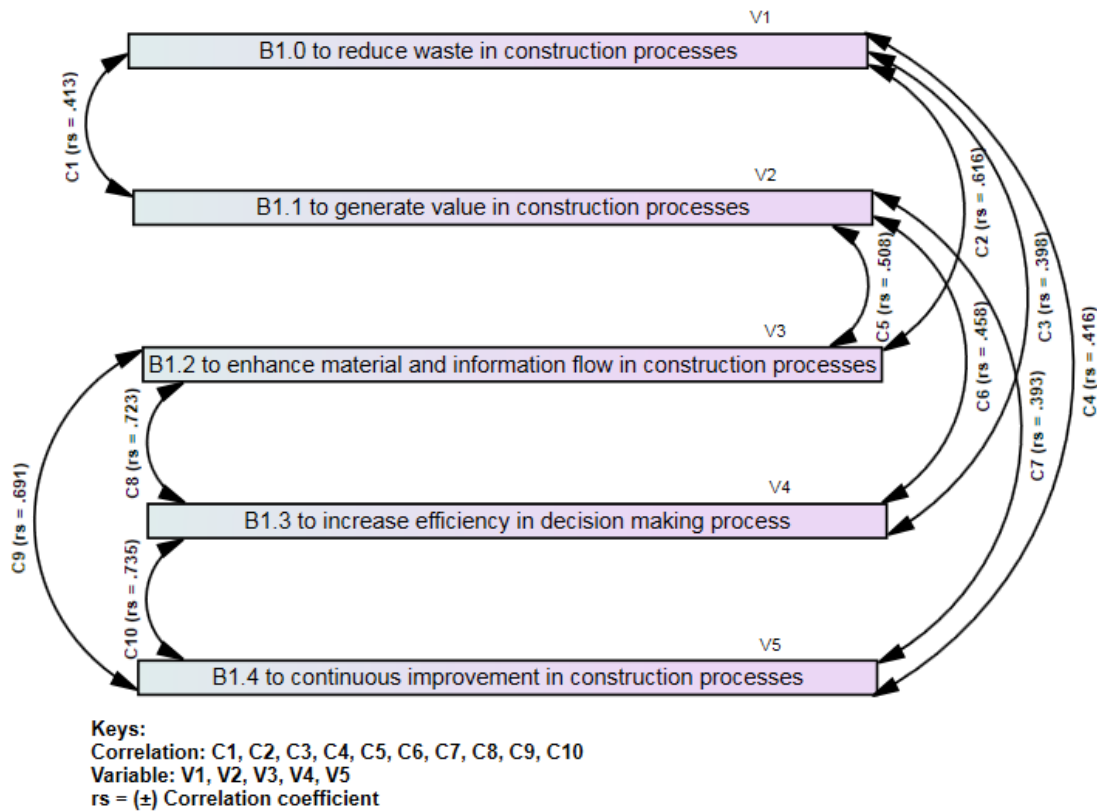 V1
B1.0 to reduce waste in construction processes
C1 (rs = .413)
V2
B1.1 to generate value in construction processes
C2 (rs = .616)
C5 (rs = .508)
C3 (rs = .398)
C6 (rs = .458)
C4 (rs = .416)
V3
B1.2 to enhance material and information flow in construction processes
C7 (rs = .393)
C8 (rs = .723)
C9 (rs = .691)
V4
B1.3 to increase efficiency in decision making process
C10 (rs = .735)
V5
B1.4 to continuous improvement in construction processes
Keys:
Correlation: C1, C2, C3, C4, C5, C6, C7, C8, C9, C10
Variable: V1, V2, V3, V4, V5
rs = (±) Correlation coefficient